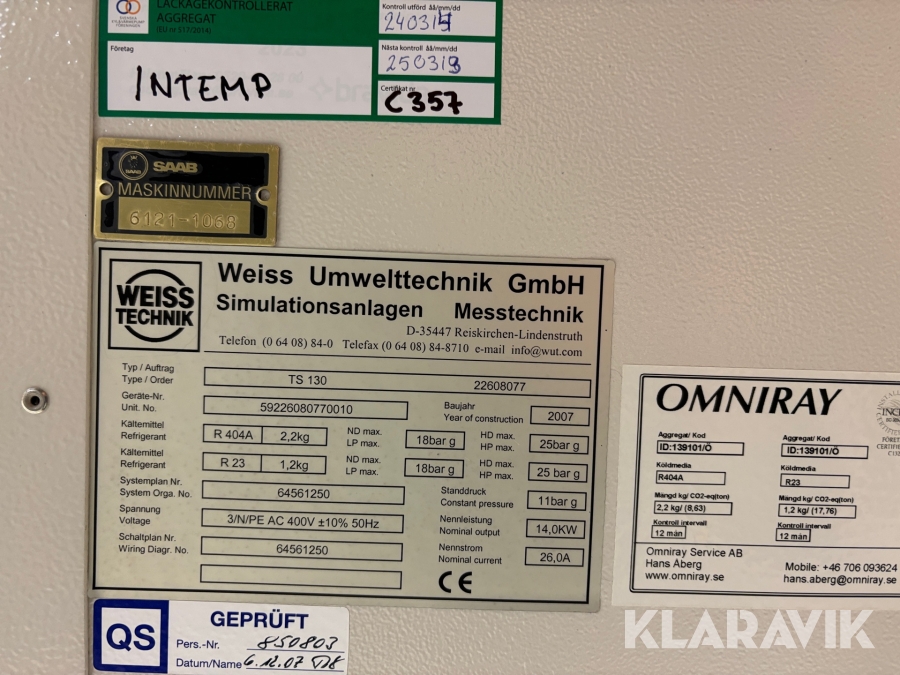 SVENSKA
KYLBRANSCHENS
LÄCKAGEKONTROLLERAT
AGGREGAT
(EU nr 517/2014)
Kontroll utförd åå/mm/dd
240314
Företag
INTEMP
Nästa kontroll åå/mm/dd
250313
Certifikat nr
C357
SAAB
SAAB
MASKINNUMMER
6121-1068
WEISS
TECHNIK
Weiss Umwelttechnik GmbH
Simulationsanlagen Messtechnik
D-35447 Reiskirchen-Lindenstruth
Telefon (0 64 08) 84-0 Telefax (0 64 08) 84-8710 e-mail info@wut.com
Typ / Auftrag
Type / Order
TS 130 22608077
Geräte-Nr.
Unit. No.
59226080770010
Baujahr
Year of construction
2007
Kältemittel
Refrigerant
R 404A 2,2kg
ND max.
LP max.
18bar g
HD max.
HP max.
25bar g
Kältemittel
Refrigerant
R 23 1,2kg
ND max.
LP max.
18bar g
HD max.
HP max.
25 bar g
Systemplan Nr.
System Orga. No.
64561250
Standdruck
Constant pressure
11bar g
Spannung
Voltage
3/N/PE AC 400V ±10% 50Hz
Nennleistung
Nominal output
14,0KW
Schaltplan Nr.
Wiring Diagr. No.
64561250
Nennstrom
Nominal current
26,0A
CE
OMNIRAY
Aggregat/ Kod
ID:139101/Ö
Köldmedia
R404A
Mängd kg/ CO2-eq(ton)
2,2 kg/ (8,63)
Kontroll intervall
12 mån
Aggregat/ Kod
ID:139101/Ö
Köldmedia
R23
Mängd kg/ CO2-eq(ton)
1,2 kg/ (17,76)
Kontroll intervall
12 mån
Omniray Service AB
Hans Aberg
www.omniray.se
Mobile: +46 706 093624
hans.aberg@omniray.se
QS
GEPRÜFT
Pers.-Nr. 850803
Datum/Name 6.12.07
KLARAVIK